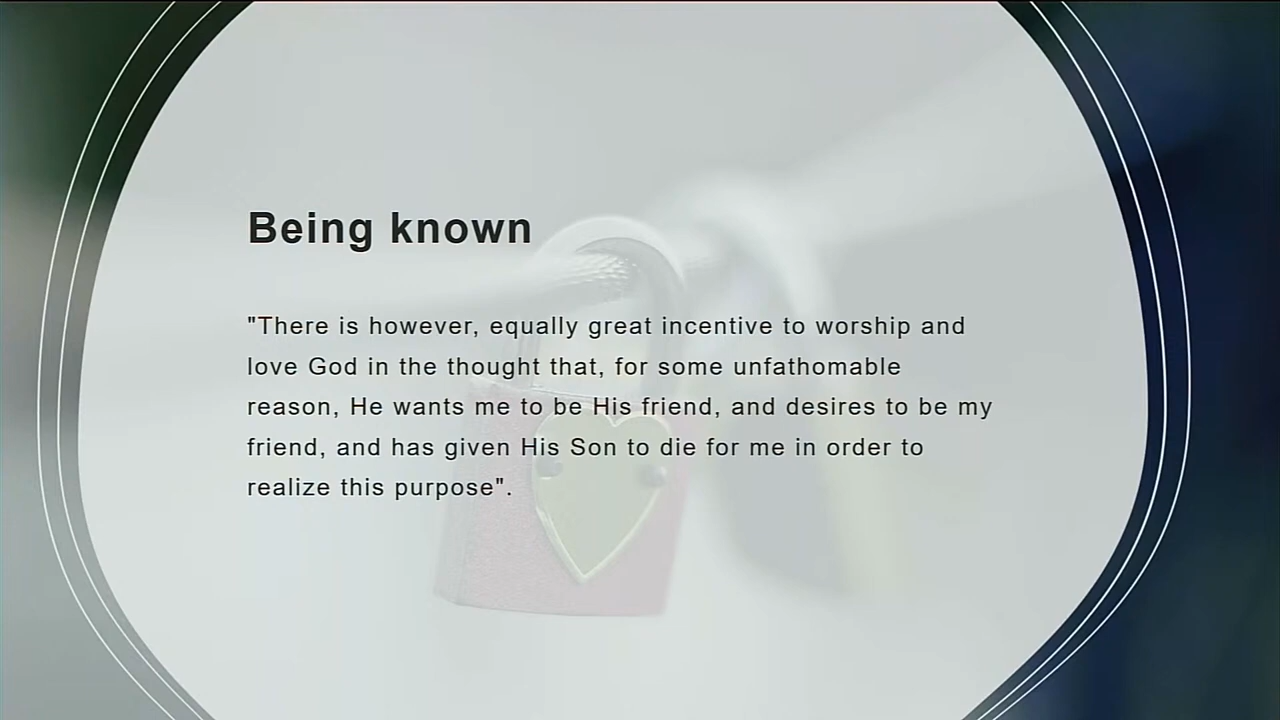 Being known
"There is however, equally great incentive to worship and
love God in the thought that, for some unfathomable
reason, He wants me to be His friend, and desires to be my
friend, and has given His Son to die for me in order to
realize this purpose".